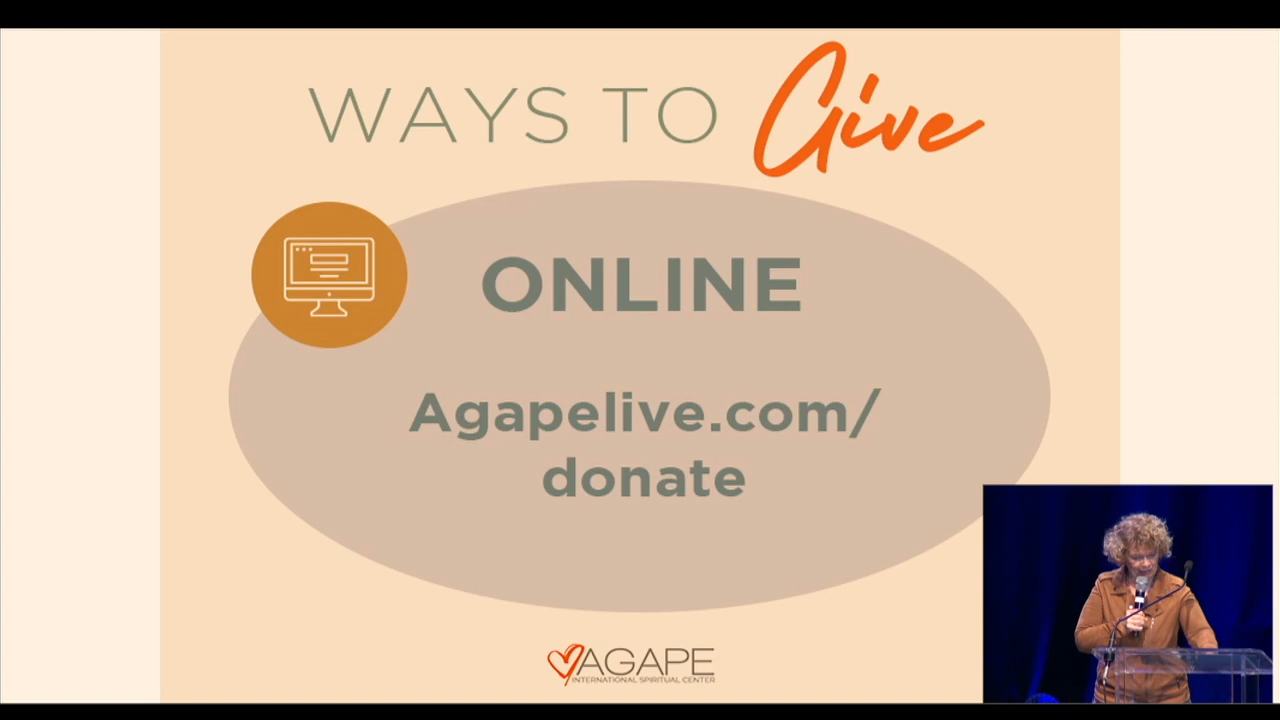 WAYS TO Give
ONLINE
Agapelive.com/
donate
AGAPE
INTERNATIONAL SPIRITUAL CENTER